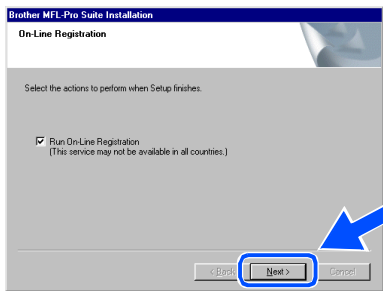 Brother MFL-Pro Suite Installation
On-Line Registration
Select the actions to perform when Setup finishes.
Run On-Line Registration
(This service may not be available in all countries.)
< Back
Next >
Cancel